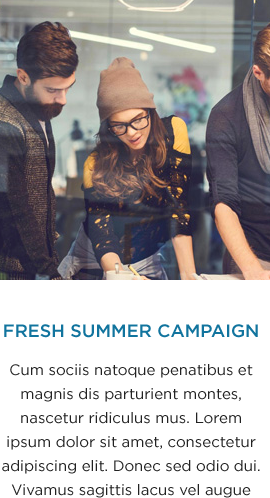 FRESH SUMMER CAMPAIGN
Cum sociis natoque penatibus et
magnis dis parturient montes,
nascetur ridiculus mus. Lorem
ipsum dolor sit amet, consectetur
adipiscing elit. Donec sed odio dui.
Vivamus sagittis lacus vel augue